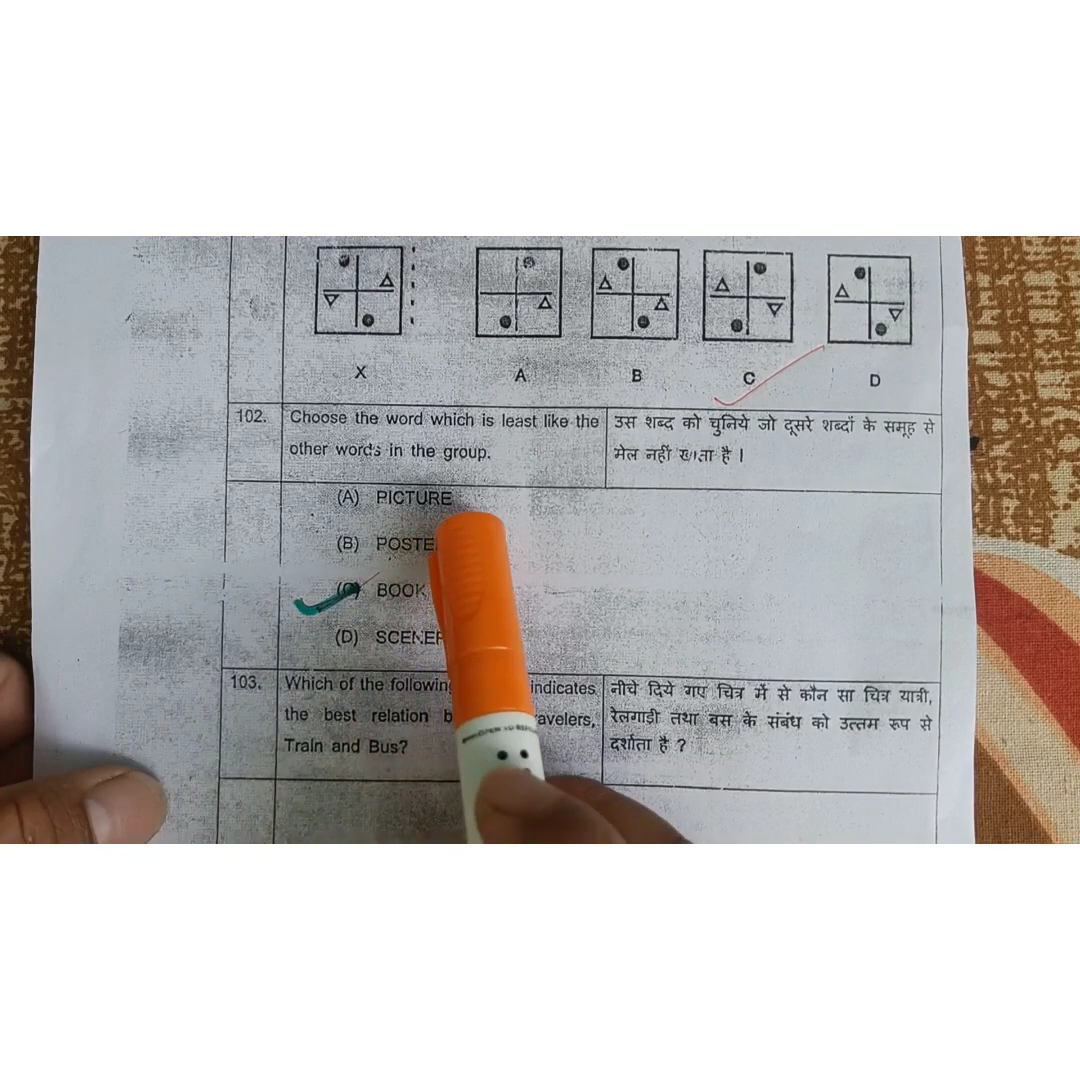 X A B C D
102. Choose the word which is least like the
other words in the group.
उस शब्द को चुनिये जो दूसरे शब्दों के समूह से
मेल नहीं खाता है।
(A) PICTURE
(B) POSTE
(C) BOOK
(D) SCENER
103. Which of the following indicates
the best relation b avelers,
Train and Bus?
नीचे दिये गए चित्र में से कौन सा चित्र यात्री,
रेलगाड़ी तथा बस के संबंध को उत्तम रूप से
दर्शाता है ?